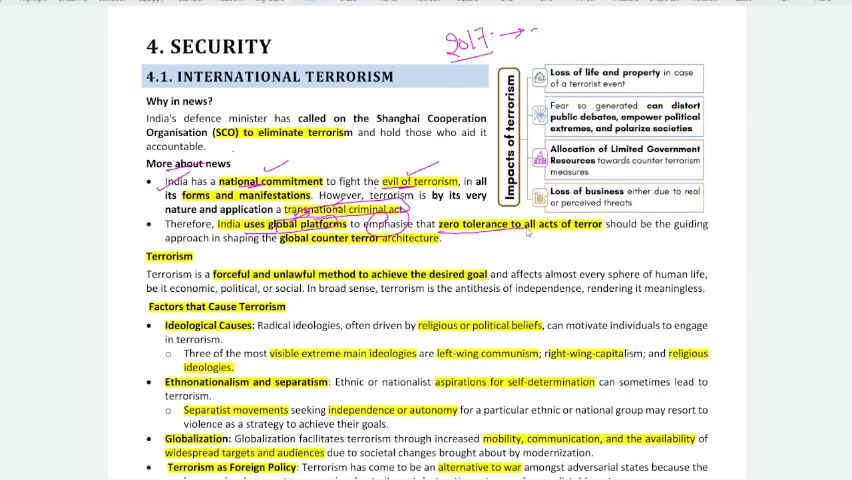 2017
4. SECURITY
4.1. INTERNATIONAL TERRORISM
Why in news?
India's defence minister has called on the Shanghai Cooperation
Organisation (SCO) to eliminate terrorism and hold those who aid it
accountable.
More about news
• India has a national commitment to fight the evil of terrorism, in all
its forms and manifestations. However, terrorism is by its very
nature and application a transnational criminal act.
• Therefore, India uses global platforms to emphasise that zero tolerance to all acts of terror should be the guiding
approach in shaping the global counter terror architecture.
Impacts of terrorism
Loss of life and property in case
of a terrorist event
Fear so generated can distort
public debates, empower political
extremes, and polarize societies
Allocation of Limited Government
Resources towards counter terrorism
measures
Loss of business either due to real
or perceived threats
Terrorism
Terrorism is a forceful and unlawful method to achieve the desired goal and affects almost every sphere of human life,
be it economic, political, or social. In broad sense, terrorism is the antithesis of independence, rendering it meaningless.
Factors that Cause Terrorism
• Ideological Causes: Radical ideologies, often driven by religious or political beliefs, can motivate individuals to engage
in terrorism.
o Three of the most visible extreme main ideologies are left-wing communism; right-wing-capitalism; and religious
ideologies.
• Ethnonationalism and separatism: Ethnic or nationalist aspirations for self-determination can sometimes lead to
terrorism.
o Separatist movements seeking independence or autonomy for a particular ethnic or national group may resort to
violence as a strategy to achieve their goals.
• Globalization: Globalization facilitates terrorism through increased mobility, communication, and the availability of
widespread targets and audiences due to societal changes brought about by modernization.
• Terrorism as Foreign Policy: Terrorism has come to be an alternative to war amongst adversarial states because the